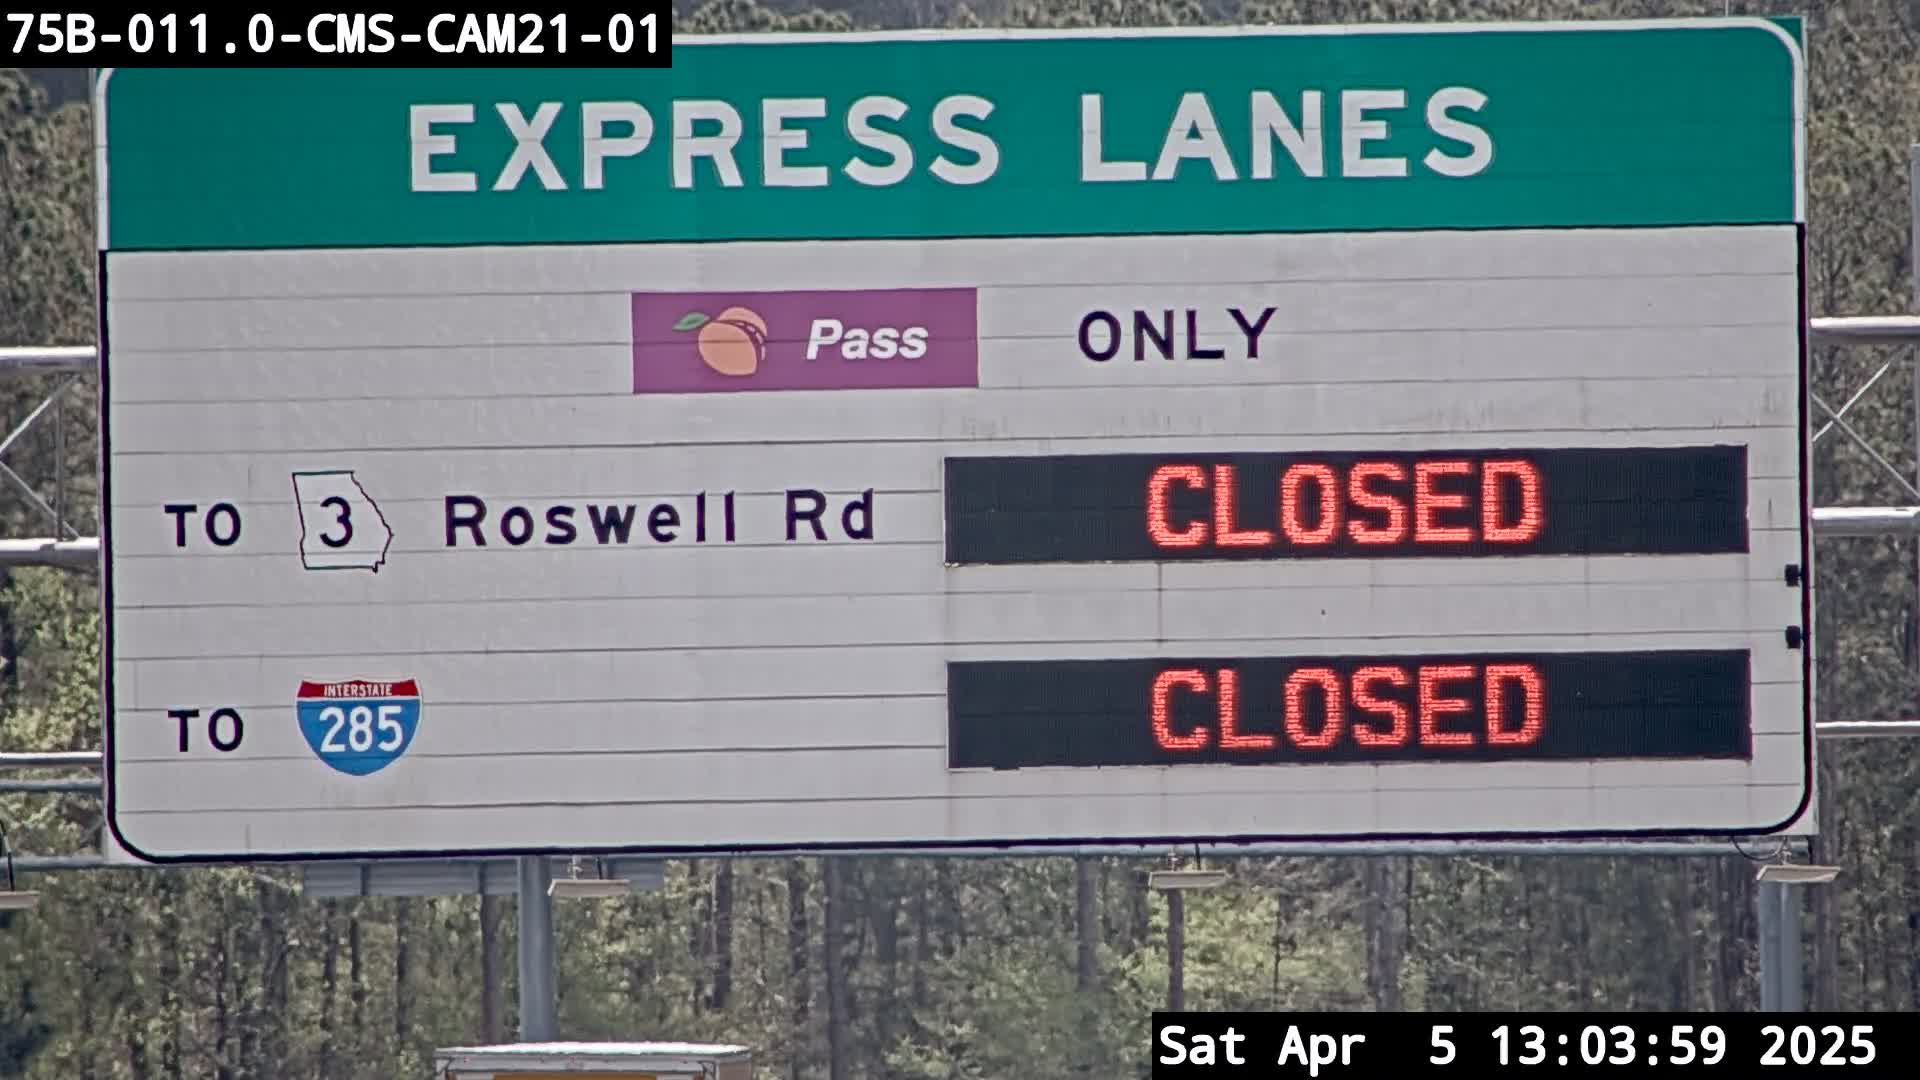 75B-011.0-CMS-CAM21-01
EXPRESS LANES
Pass ONLY
TO 3 Roswell Rd CLOSED
INTERSTATE
TO 285 CLOSED
Sat Apr 5 13:03:59 2025